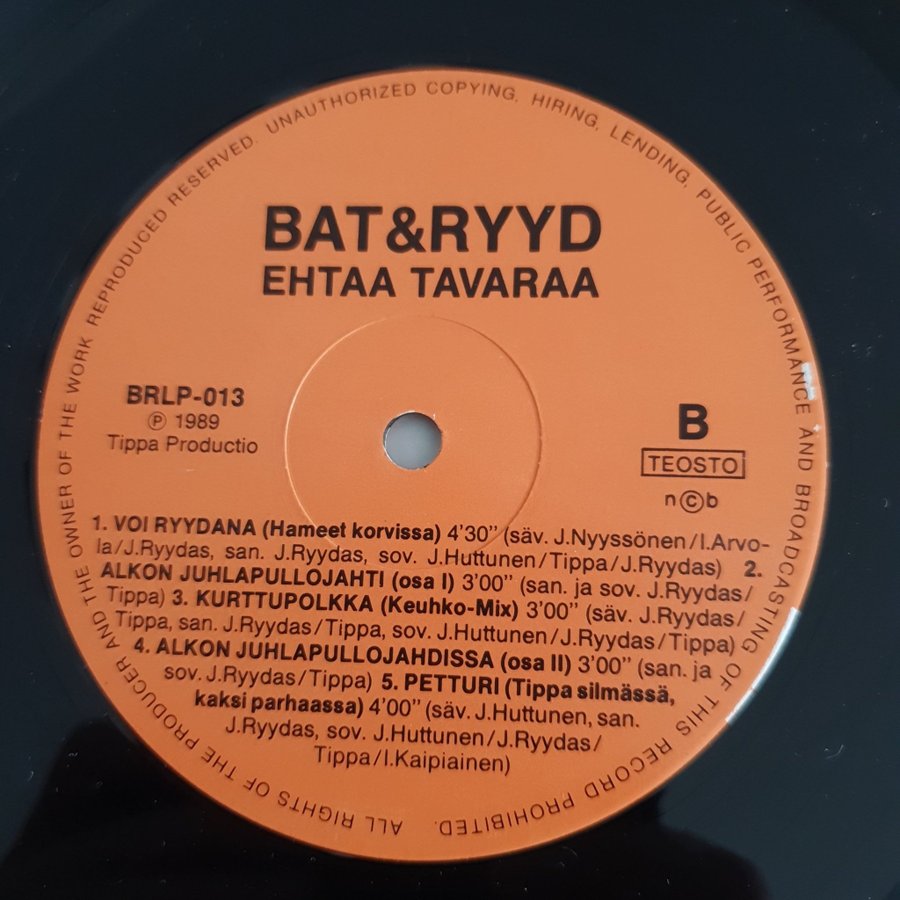 ALL RIGHTS OF THE PRODUCER AND THE OWNER OF THE WORK REPRODUCED RESERVED. UNAUTHORIZED COPYING, HIRING, LENDING, PUBLIC PERFORMANCE AND BROADCASTING OF THIS RECORD PROHIBITED.
BAT&RYYD
EHTAA TAVARAA
BRLP-013
℗ 1989
Tippa Productio
B
TEOSTO
n©b
1. VOI RYYDANA (Hameet korvissa) 4'30" (säv. J.Nyyssönen/I.Arvo-
la/J.Ryydas, san. J.Ryydas, sov. J.Huttunen/Tippa/J.Ryydas) 2.
ALKON JUHLAPULLOJAHTI (osa I) 3'00" (san. ja sov. J.Ryydas/
Tippa) 3. KURTTUPOLKKA (Keuhko-Mix) 3'00" (säv. J.Ryydas/
Tippa, san. J.Ryydas/Tippa, sov. J.Huttunen/J.Ryydas/Tippa)
4. ALKON JUHLAPULLOJAHDISSA (osa II) 3'00" (san. ja
sov. J.Ryydas/Tippa) 5. PETTURI (Tippa silmässä,
kaksi parhaassa) 4'00" (säv. J.Huttunen, san.
J.Ryydas, sov. J.Huttunen/J.Ryydas/
Tippa/I.Kaipiainen)